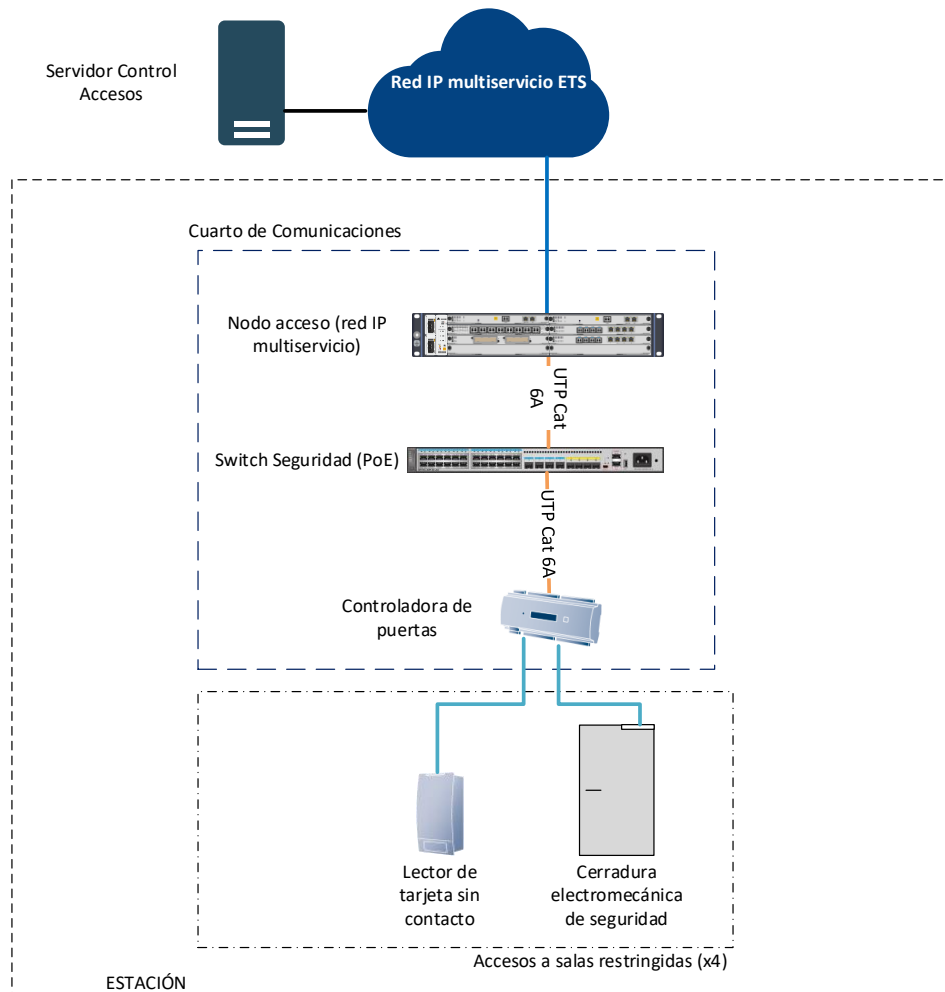 Servidor Control
Accesos
Red IP multiservicio ETS
Cuarto de Comunicaciones
Nodo acceso (red IP
multiservicio)
UTP Cat
6A
Switch Seguridad (PoE)
UTP Cat 6A
Controladora de
puertas
Lector de
tarjeta sin
contacto
Cerradura
electromecánica
de seguridad
Accesos a salas restringidas (x4)
ESTACIÓN